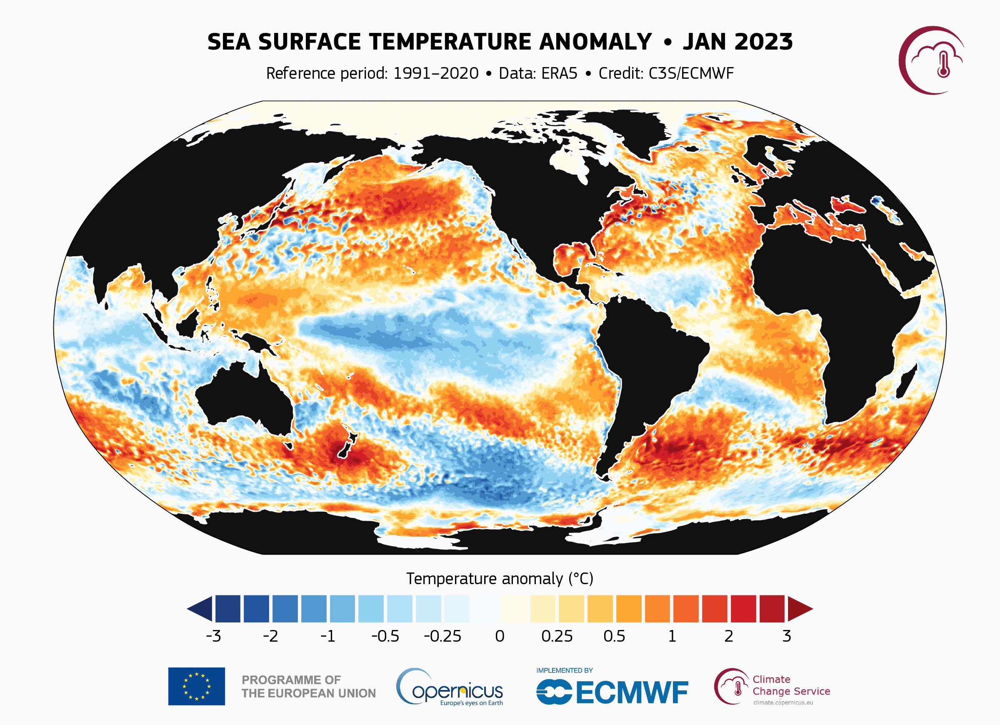 SEA SURFACE TEMPERATURE ANOMALY • JAN 2023
Reference period: 1991–2020 • Data: ERA5 • Credit: C3S/ECMWF
Temperature anomaly (°C)
-3 -2 -1 -0.5 -0.25 0 0.25 0.5 1 2 3
PROGRAMME OF
THE EUROPEAN UNION
opernicus
Europe's eyes on Earth
IMPLEMENTED BY
ECMWF
Climate
Change Service
climate.copernicus.eu